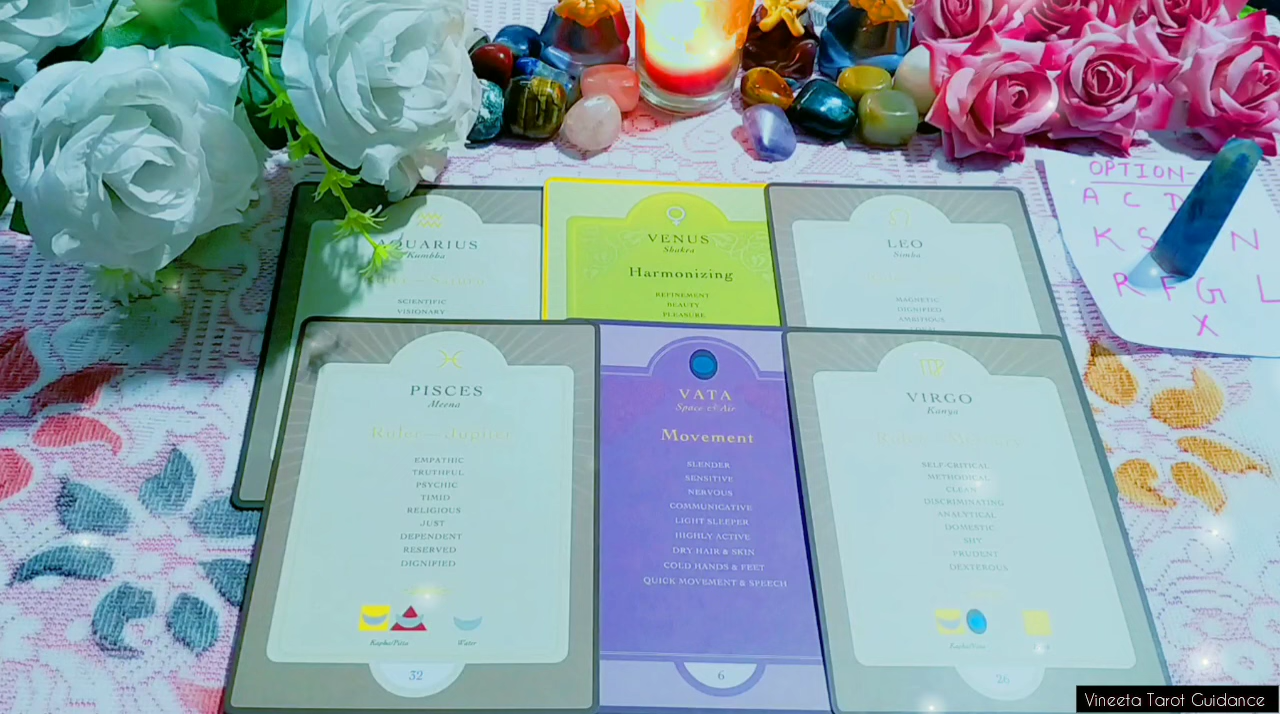 AQUARIUS
Kumbha
SCIENTIFIC
VISIONARY
VENUS
Shukra
Harmonizing
REFINEMENT
BEAUTY
PLEASURE
LEO
Simha
MAGNETIC
DIGNIFIED
AMBITIOUS
OPTION-
A C D
K S N
R F G L
X
PISCES
Meena
Ruler—Jupiter
EMPATHIC
TRUTHFUL
PSYCHIC
TIMID
RELIGIOUS
JUST
DEPENDENT
RESERVED
DIGNIFIED
Kapha/Pitta
Water
32
VATA
Space & Air
Movement
SLENDER
SENSITIVE
NERVOUS
COMMUNICATIVE
LIGHT SLEEPER
HIGHLY ACTIVE
DRY HAIR & SKIN
COLD HANDS & FEET
QUICK MOVEMENT & SPEECH
6
VIRGO
Kanya
Ruler—Mercury
SELF-CRITICAL
METHODICAL
CLEAN
DISCRIMINATING
ANALYTICAL
DOMESTIC
SHY
PRUDENT
DEXTEROUS
Kapha/Vata
26
Vineeta Tarot Guidance